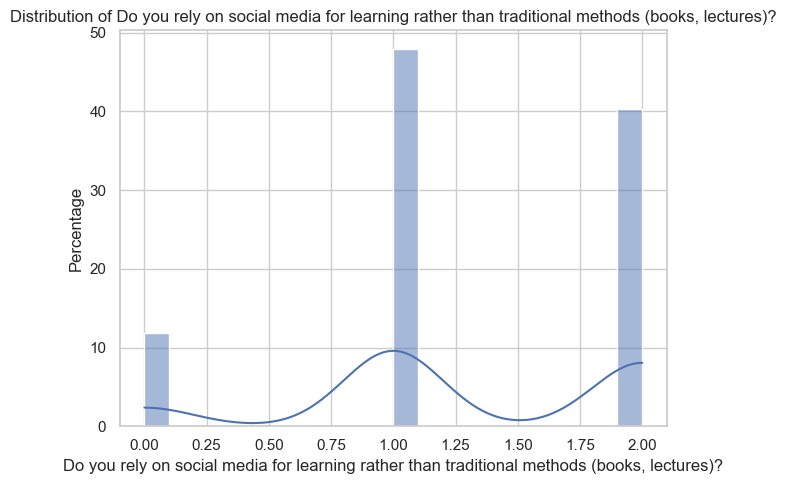 Distribution of Do you rely on social media for learning rather than traditional methods (books, lectures)?
50
40
30
20
10
0
Percentage
0.00 0.25 0.50 0.75 1.00 1.25 1.50 1.75 2.00
Do you rely on social media for learning rather than traditional methods (books, lectures)?